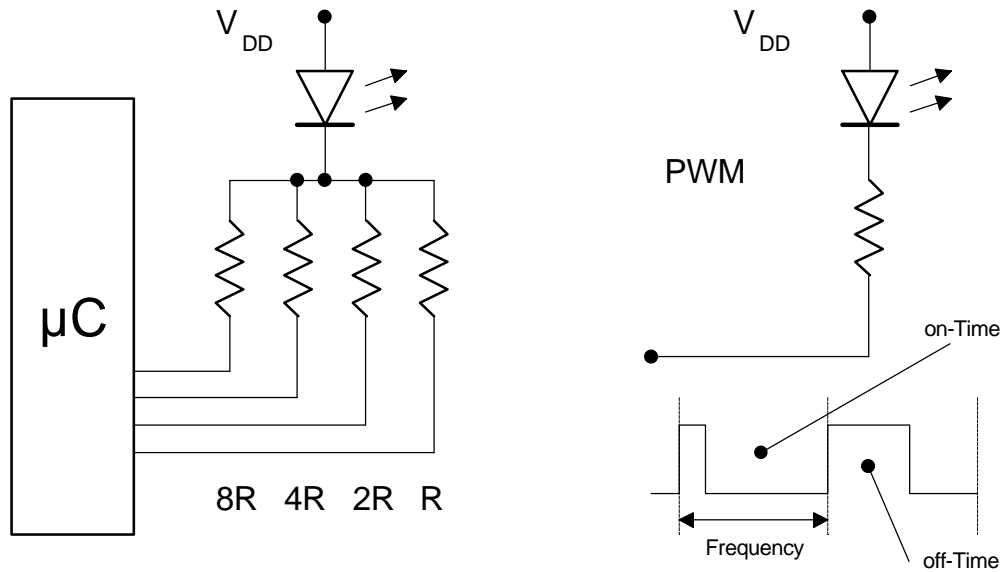 V DD
µC
8R 4R 2R R
V DD
PWM
on-Time
Frequency
off-Time